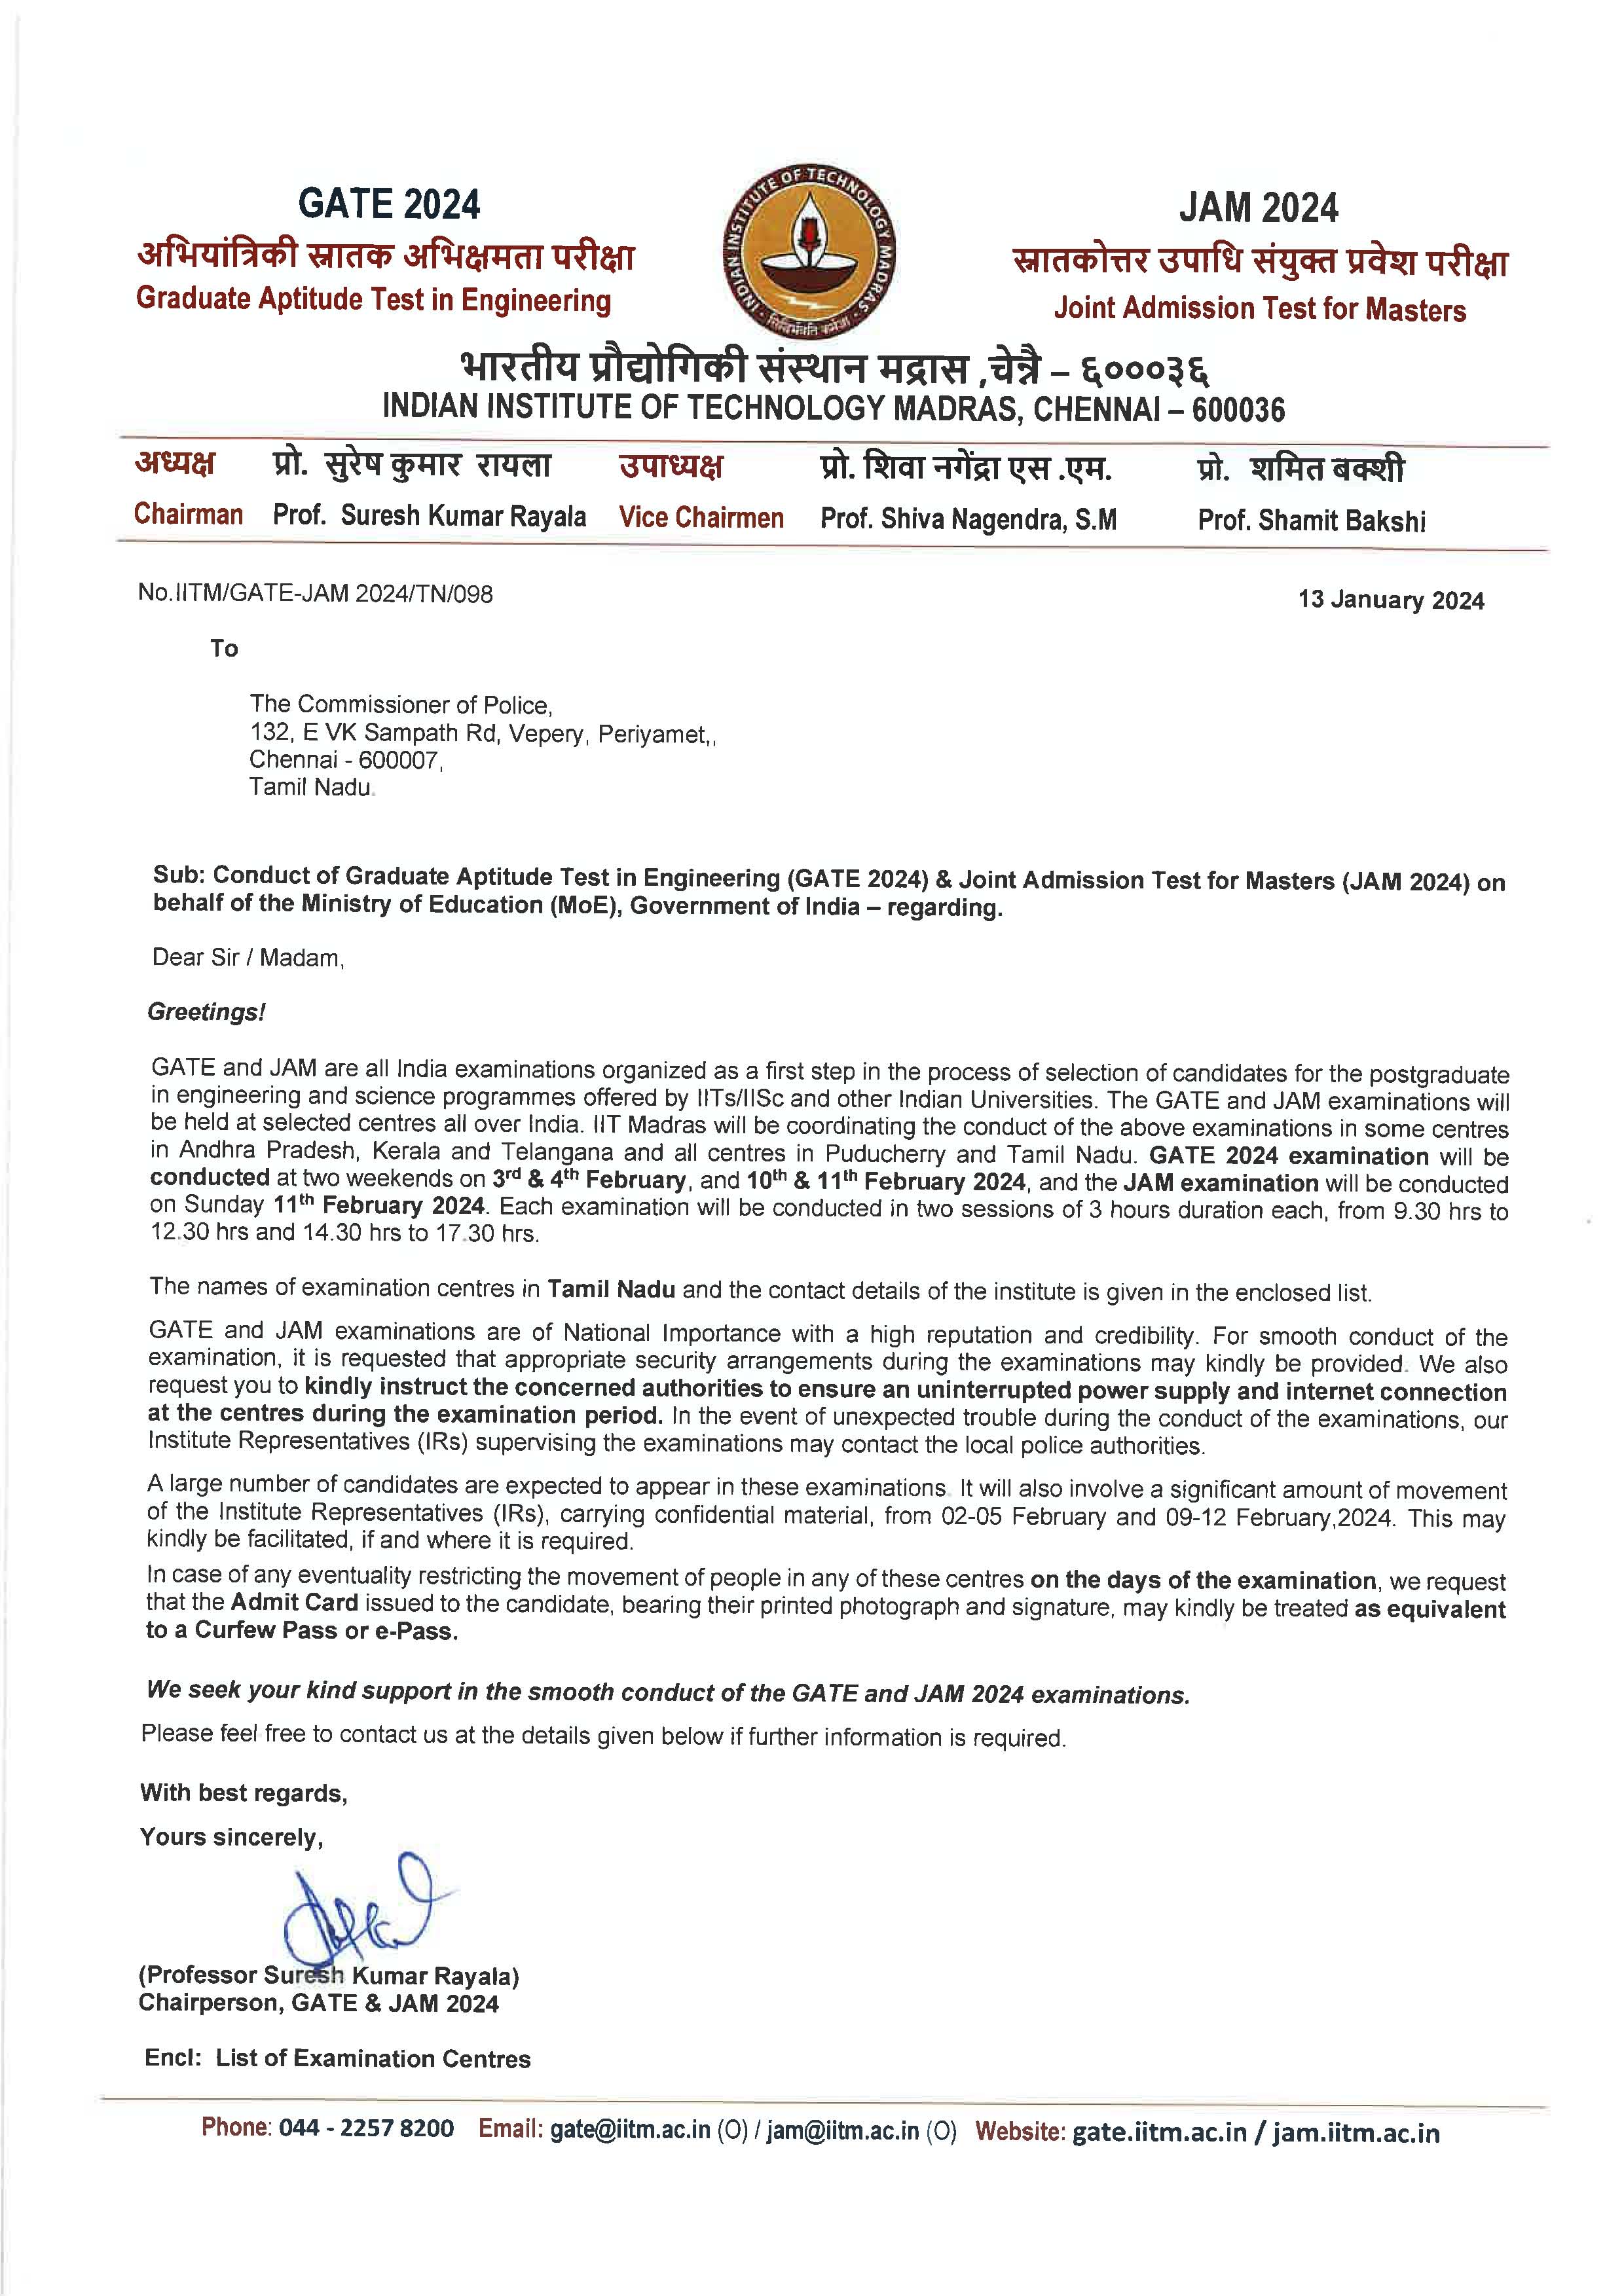 GATE 2024
अभियांत्रिकी स्नातक अभिक्षमता परीक्षा
Graduate Aptitude Test in Engineering
INDIAN INSTITUTE OF TECHNOLOGY MADRAS
JAM 2024
स्नातकोत्तर उपाधि संयुक्त प्रवेश परीक्षा
Joint Admission Test for Masters
भारतीय प्रौद्योगिकी संस्थान मद्रास ,चेन्नै – ६०००३६
INDIAN INSTITUTE OF TECHNOLOGY MADRAS, CHENNAI – 600036
अध्यक्ष प्रो. सुरेष कुमार रायला उपाध्यक्ष प्रो. शिवा नगेंद्रा एस .एम. प्रो. शमित बक्शी
Chairman Prof. Suresh Kumar Rayala Vice Chairmen Prof. Shiva Nagendra, S.M Prof. Shamit Bakshi
No.IITM/GATE-JAM 2024/TN/098 13 January 2024
To
The Commissioner of Police,
132, E VK Sampath Rd, Vepery, Periyamet,,
Chennai - 600007,
Tamil Nadu.
Sub: Conduct of Graduate Aptitude Test in Engineering (GATE 2024) & Joint Admission Test for Masters (JAM 2024) on
behalf of the Ministry of Education (MoE), Government of India – regarding.
Dear Sir / Madam,
Greetings!
GATE and JAM are all India examinations organized as a first step in the process of selection of candidates for the postgraduate
in engineering and science programmes offered by IITs/IISc and other Indian Universities. The GATE and JAM examinations will
be held at selected centres all over India. IIT Madras will be coordinating the conduct of the above examinations in some centres
in Andhra Pradesh, Kerala and Telangana and all centres in Puducherry and Tamil Nadu. GATE 2024 examination will be
conducted at two weekends on 3rd & 4th February, and 10th & 11th February 2024, and the JAM examination will be conducted
on Sunday 11th February 2024. Each examination will be conducted in two sessions of 3 hours duration each, from 9.30 hrs to
12.30 hrs and 14.30 hrs to 17.30 hrs.
The names of examination centres in Tamil Nadu and the contact details of the institute is given in the enclosed list.
GATE and JAM examinations are of National Importance with a high reputation and credibility. For smooth conduct of the
examination, it is requested that appropriate security arrangements during the examinations may kindly be provided. We also
request you to kindly instruct the concerned authorities to ensure an uninterrupted power supply and internet connection
at the centres during the examination period. In the event of unexpected trouble during the conduct of the examinations, our
Institute Representatives (IRs) supervising the examinations may contact the local police authorities.
A large number of candidates are expected to appear in these examinations. It will also involve a significant amount of movement
of the Institute Representatives (IRs), carrying confidential material, from 02-05 February and 09-12 February,2024. This may
kindly be facilitated, if and where it is required.
In case of any eventuality restricting the movement of people in any of these centres on the days of the examination, we request
that the Admit Card issued to the candidate, bearing their printed photograph and signature, may kindly be treated as equivalent
to a Curfew Pass or e-Pass.
We seek your kind support in the smooth conduct of the GATE and JAM 2024 examinations.
Please feel free to contact us at the details given below if further information is required.
With best regards,
Yours sincerely,
(Professor Suresh Kumar Rayala)
Chairperson, GATE & JAM 2024
Encl: List of Examination Centres
Phone: 044 - 2257 8200 Email: gate@iitm.ac.in (O) / jam@iitm.ac.in (O) Website: gate.iitm.ac.in / jam.iitm.ac.in